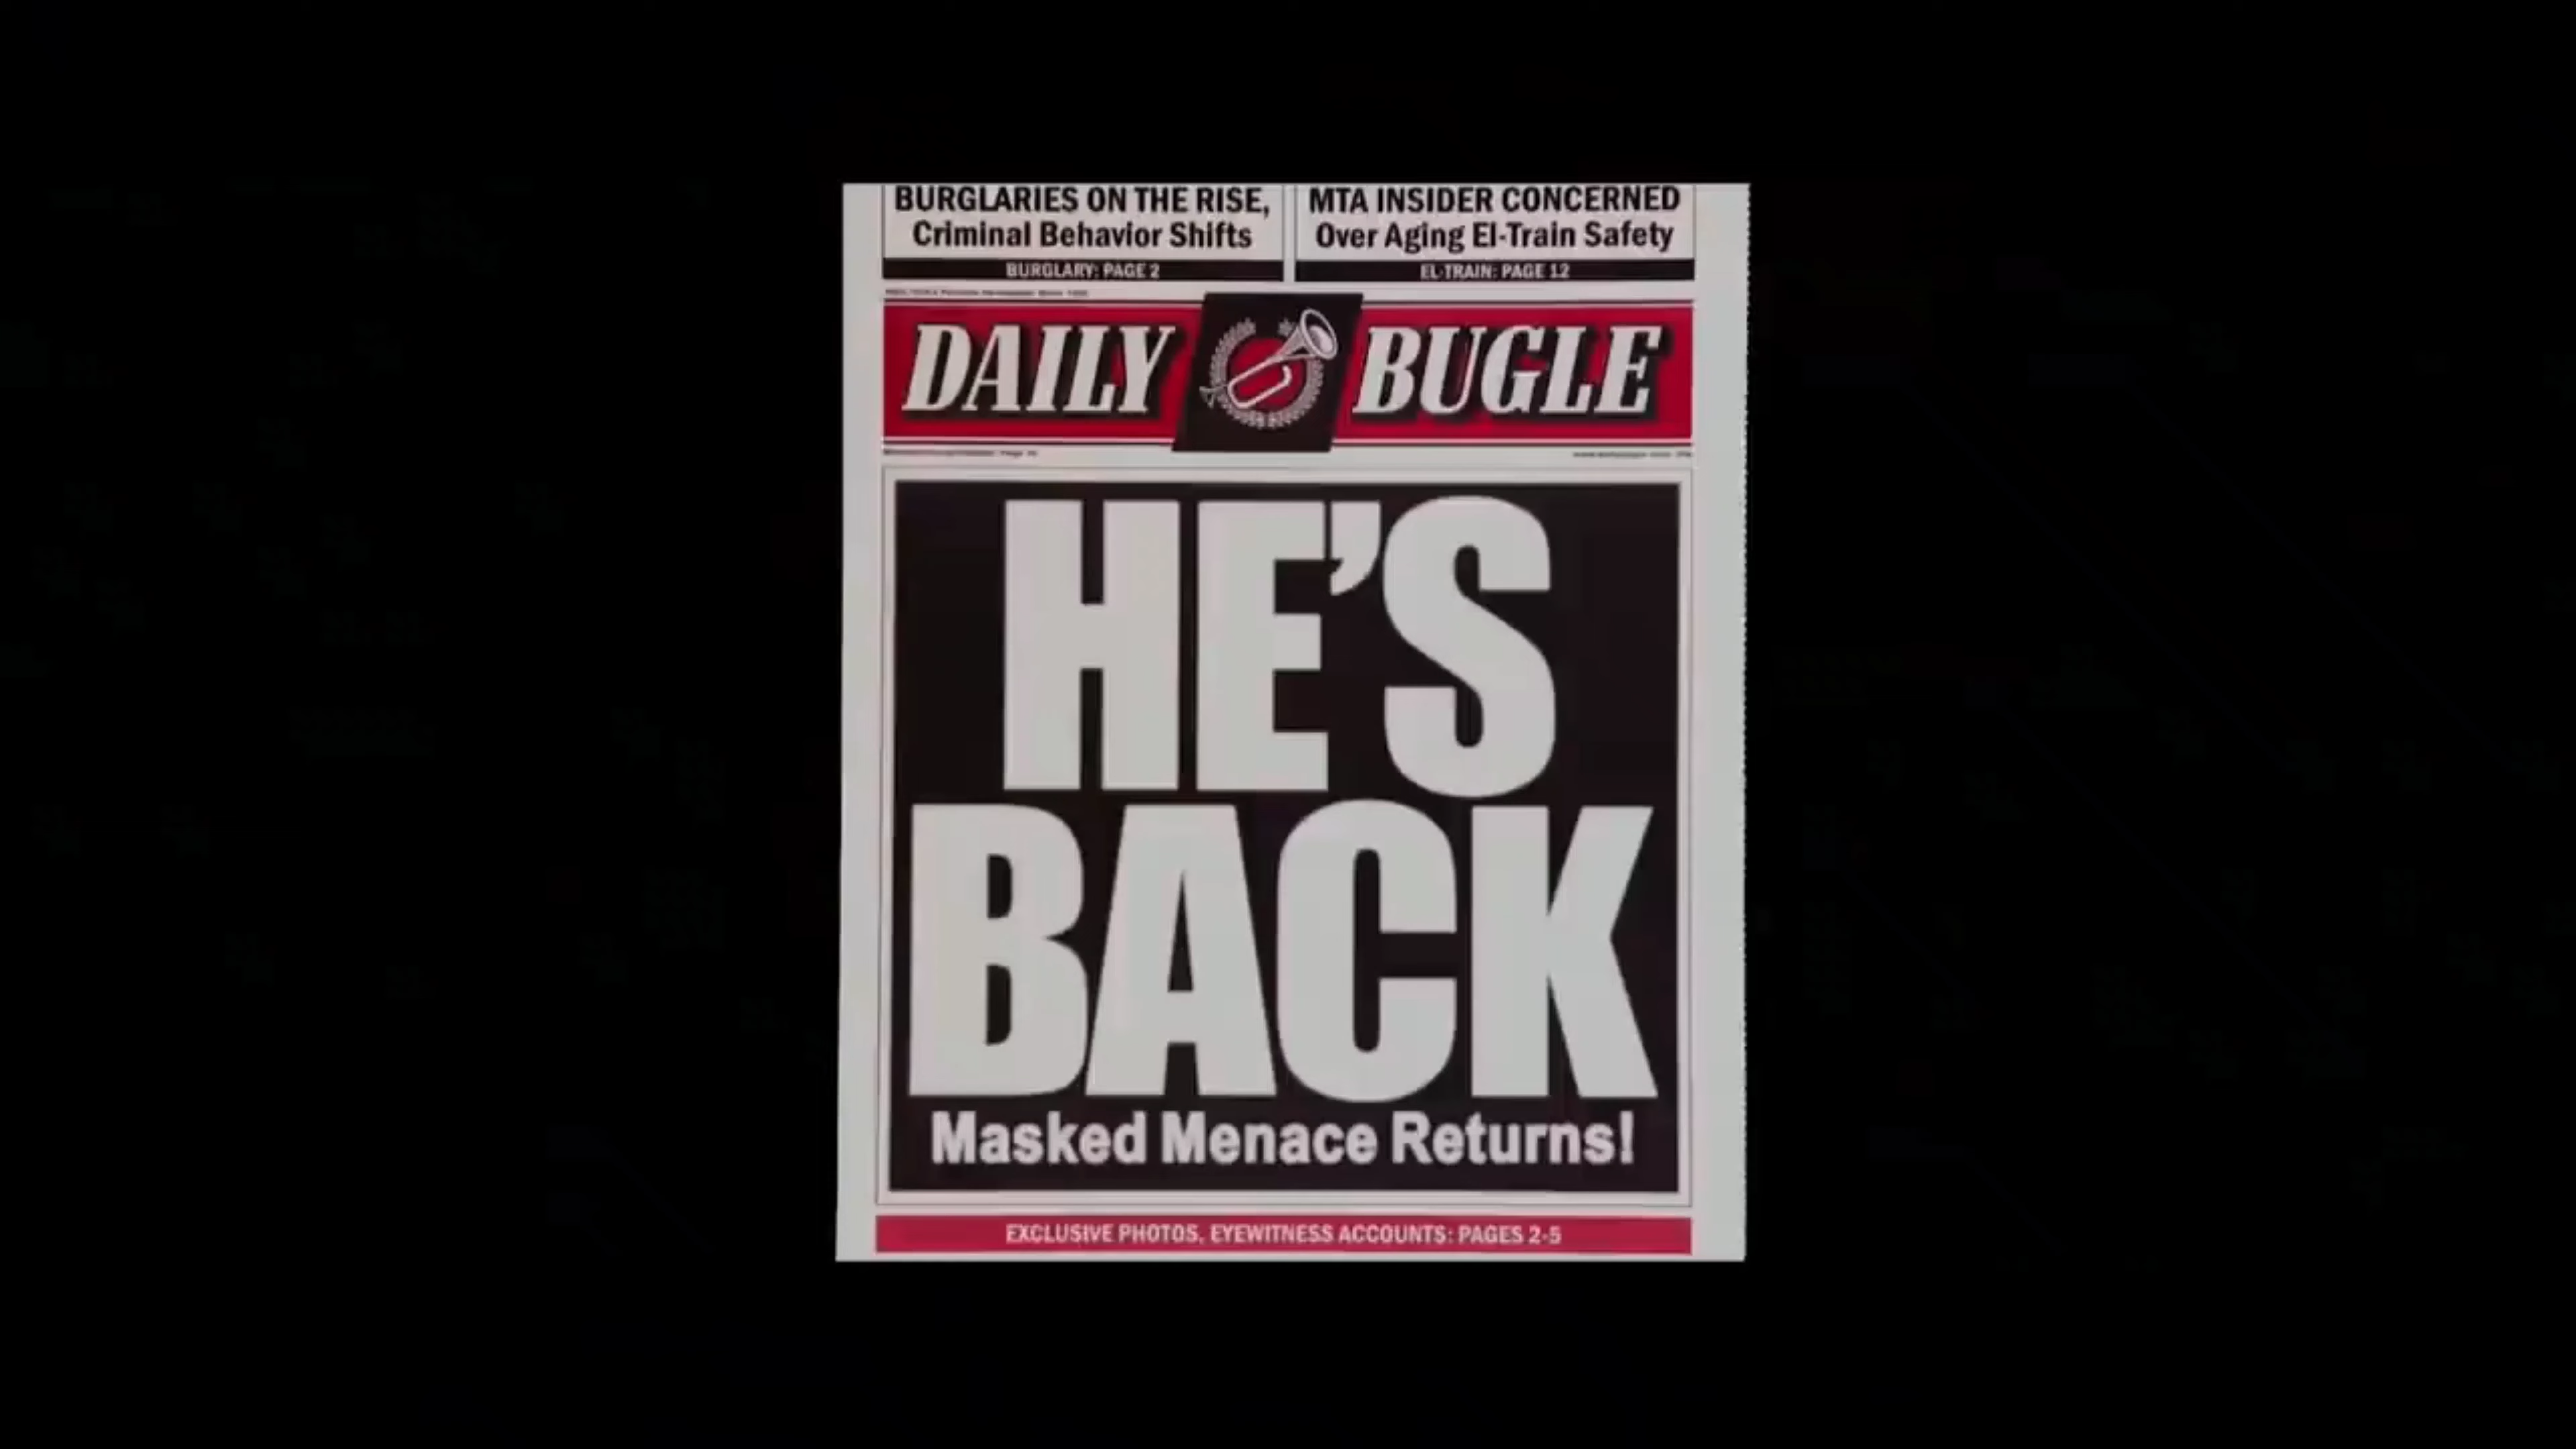 BURGLARIES ON THE RISE,
Criminal Behavior Shifts
BURGLARY: PAGE 2
MTA INSIDER CONCERNED
Over Aging El-Train Safety
EL-TRAIN: PAGE 12
DAILY BUGLE
HE'S
BACK
Masked Menace Returns!
EXCLUSIVE PHOTOS, EYEWITNESS ACCOUNTS: PAGES 2-5